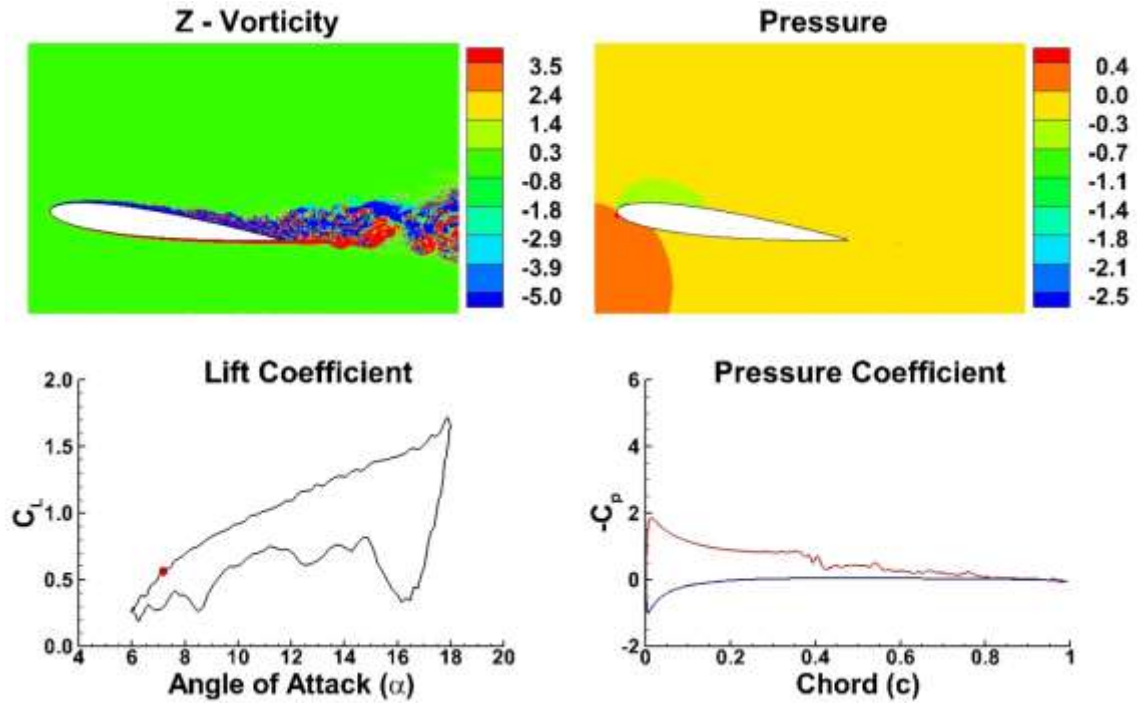 Z - Vorticity
3.5
2.4
1.4
0.3
-0.8
-1.8
-2.9
-3.9
-5.0
Pressure
0.4
0.0
-0.3
-0.7
-1.1
-1.4
-1.8
-2.1
-2.5
Lift Coefficient
2.0
1.5
1.0
0.5
0.0
C_L
4 6 8 10 12 14 16 18 20
Angle of Attack (α)
Pressure Coefficient
6
4
2
0
-2
-C_p
0 0.2 0.4 0.6 0.8 1
Chord (c)